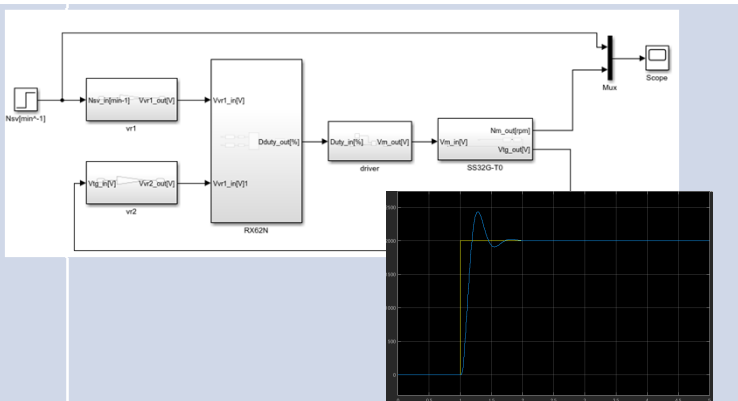 Nsv[min^-1]
Nsv_in[min-1] Vvr1_out[V]
vr1
Vtg_in[V] Vvr2_out[V]
vr2
Vvr1_in[V]
Dduty_out[%]
Vvr1_in[V]1
RX62N
Duty_in[%] Vm_out[V]
driver
Vm_in[V]
Nm_out[rpm]
Vtg_out[V]
SS32G-T0
Mux
Scope
0